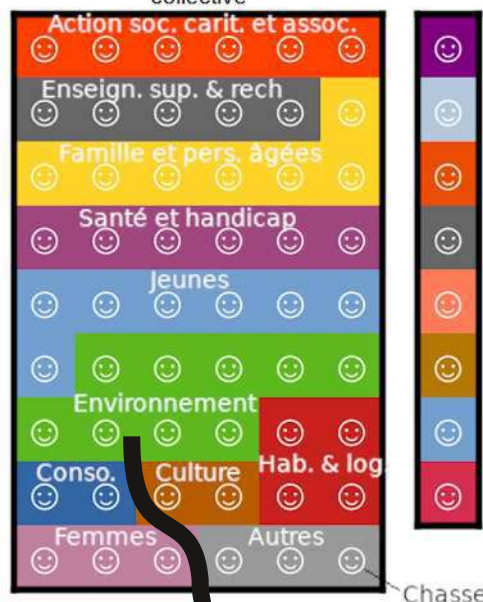 collective
Action soc. carit. et assoc.
Enseign. sup. & rech
Famille et pers. âgées
Santé et handicap
Jeunes
Environnement
Hab. & log.
Conso.
Culture
Femmes
Autres
Chasse